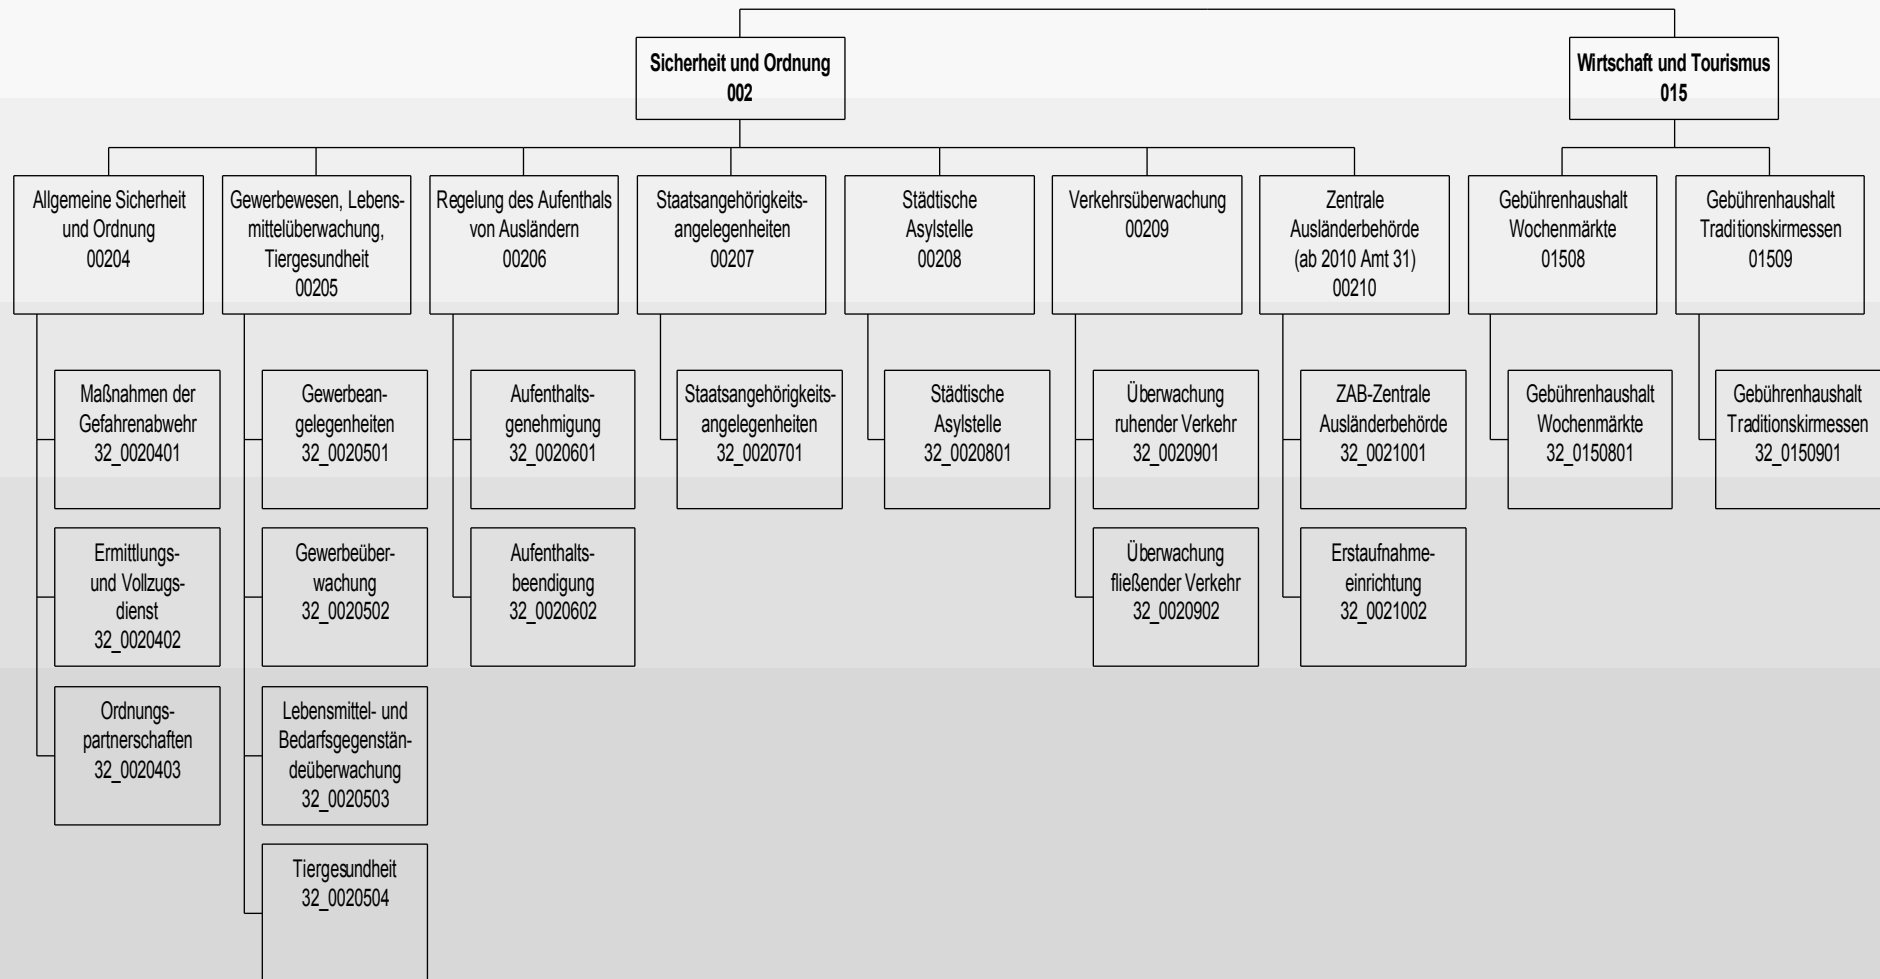 Sicherheit und Ordnung
002
Wirtschaft und Tourismus
015
Allgemeine Sicherheit
und Ordnung
00204
Gewerbewesen, Lebens-
mittelüberwachung,
Tiergesundheit
00205
Regelung des Aufenthals
von Ausländern
00206
Staatsangehörigkeits-
angelegenheiten
00207
Städtische
Asylstelle
00208
Verkehrsüberwachung
00209
Zentrale
Ausländerbehörde
(ab 2010 Amt 31)
00210
Gebührenhaushalt
Wochenmärkte
01508
Gebührenhaushalt
Traditionskirmessen
01509
Maßnahmen der
Gefahrenabwehr
32_0020401
Gewerbean-
gelegenheiten
32_0020501
Aufenthalts-
genehmigung
32_0020601
Staatsangehörigkeits-
angelegenheiten
32_0020701
Städtische
Asylstelle
32_0020801
Überwachung
ruhender Verkehr
32_0020901
ZAB-Zentrale
Ausländerbehörde
32_0021001
Gebührenhaushalt
Wochenmärkte
32_0150801
Gebührenhaushalt
Traditionskirmessen
32_0150901
Ermittlungs-
und Vollzugs-
dienst
32_0020402
Gewerbeüber-
wachung
32_0020502
Aufenthalts-
beendigung
32_0020602
Überwachung
fließender Verkehr
32_0020902
Erstaufnahme-
einrichtung
32_0021002
Ordnungs-
partnerschaften
32_0020403
Lebensmittel- und
Bedarfsgegenstän-
deüberwachung
32_0020503
Tiergesundheit
32_0020504